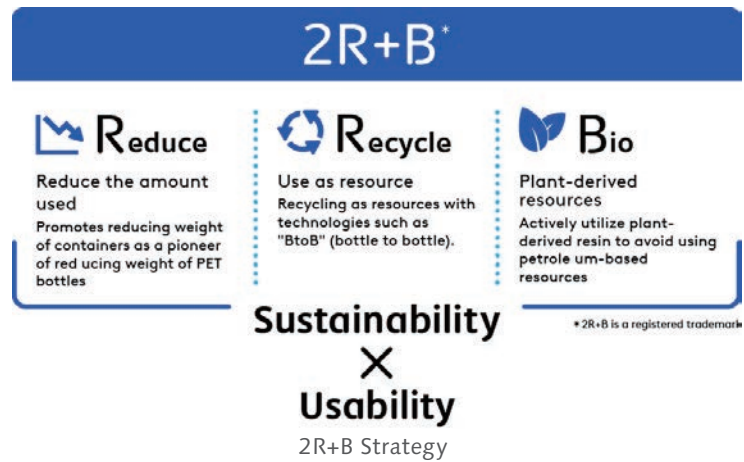 2R+B*
Reduce
Reduce the amount
used
Promotes reducing weight
of containers as a pioneer
of red ucing weight of PET
bottles
Recycle
Use as resource
Recycling as resources with
technologies such as
"BtoB" (bottle to bottle).
Bio
Plant-derived
resources
Actively utilize plant-
derived resin to avoid using
petrole um-based
resources
Sustainability
×
Usability
*2R+B is a registered trademark
2R+B Strategy